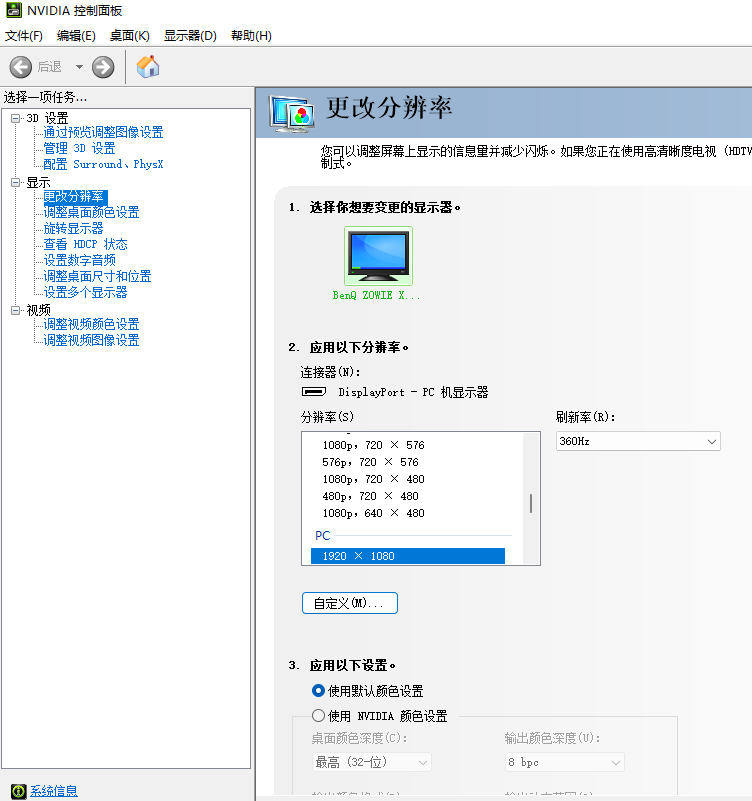 NVIDIA 控制面板
文件(F) 编辑(E) 桌面(K) 显示器(D) 帮助(H)
后退
选择一项任务...
3D 设置
通过预览调整图像设置
管理 3D 设置
配置 Surround、PhysX
显示
更改分辨率
调整桌面颜色设置
旋转显示器
查看 HDCP 状态
设置数字音频
调整桌面尺寸和位置
设置多个显示器
视频
调整视频颜色设置
调整视频图像设置
系统信息
更改分辨率
您可以调整屏幕上显示的信息量并减少闪烁。如果您正在使用高清晰度电视 (HDTV
制式。
1. 选择你想要变更的显示器。
BenQ ZOWIE X...
2. 应用以下分辨率。
连接器(N):
DisplayPort - PC 机显示器
分辨率(S)
刷新率(R):
1080p, 720 × 576
360Hz
576p, 720 × 576
1080p, 720 × 480
480p, 720 × 480
1080p, 640 × 480
PC
1920 × 1080
自定义(M)...
3. 应用以下设置。
使用默认颜色设置
使用 NVIDIA 颜色设置
桌面颜色深度(C):
输出颜色深度(U):
最高 (32-位)
8 bpc